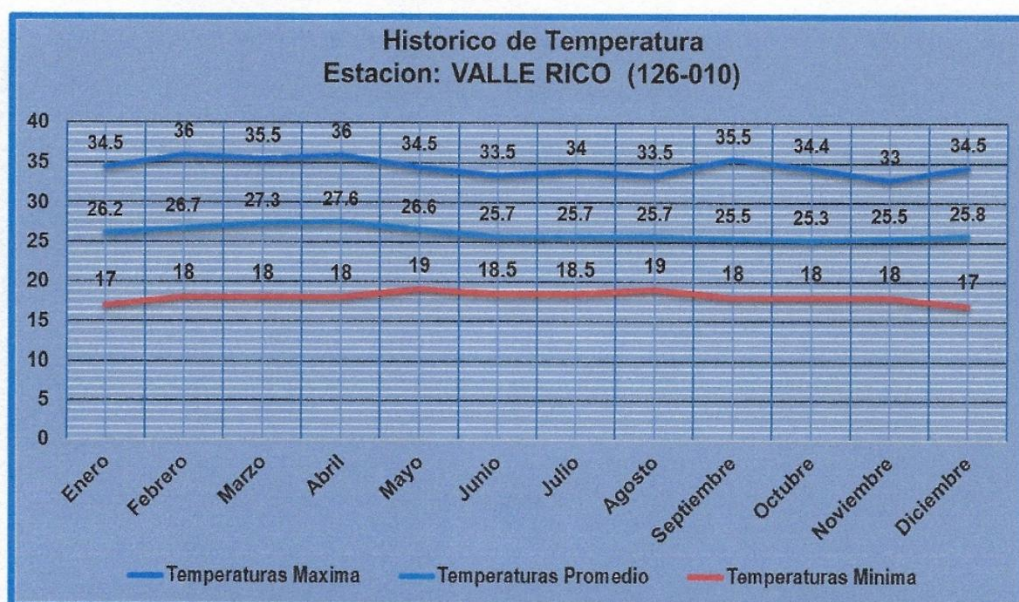 Historico de Temperatura
Estacion: VALLE RICO (126-010)
40
35
30
25
20
15
10
5
0
34.5 36 35.5 36 34.5 33.5 34 33.5 35.5 34.4 33 34.5
26.2 26.7 27.3 27.6 26.6 25.7 25.7 25.7 25.5 25.3 25.5 25.8
17 18 18 18 19 18.5 18.5 19 18 18 18 17
Enero Febrero Marzo Abril Mayo Junio Julio Agosto Septiembre Octubre Noviembre Diciembre
Temperaturas Maxima Temperaturas Promedio Temperaturas Minima